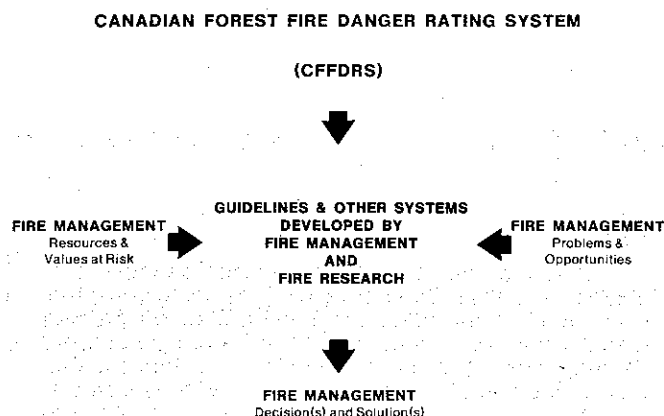 CANADIAN FOREST FIRE DANGER RATING SYSTEM
(CFFDRS)
GUIDELINES & OTHER SYSTEMS
DEVELOPED BY
FIRE MANAGEMENT
AND
FIRE RESEARCH
FIRE MANAGEMENT
Resources &
Values at Risk
FIRE MANAGEMENT
Problems &
Opportunities
FIRE MANAGEMENT
Decision(s) and Solution(s)